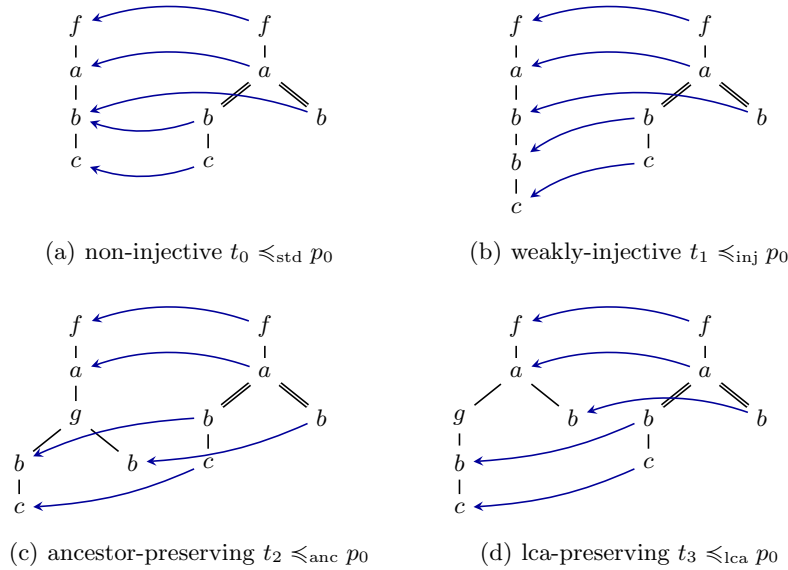 f f f f
a a a a
b b b b b b
c c b c
c
(a) non-injective t₀ ≼std p₀ (b) weakly-injective t₁ ≼inj p₀
f f f f
a a a a
g b b g b b b
b b c b c
c c
(c) ancestor-preserving t₂ ≼anc p₀ (d) lca-preserving t₃ ≼lca p₀